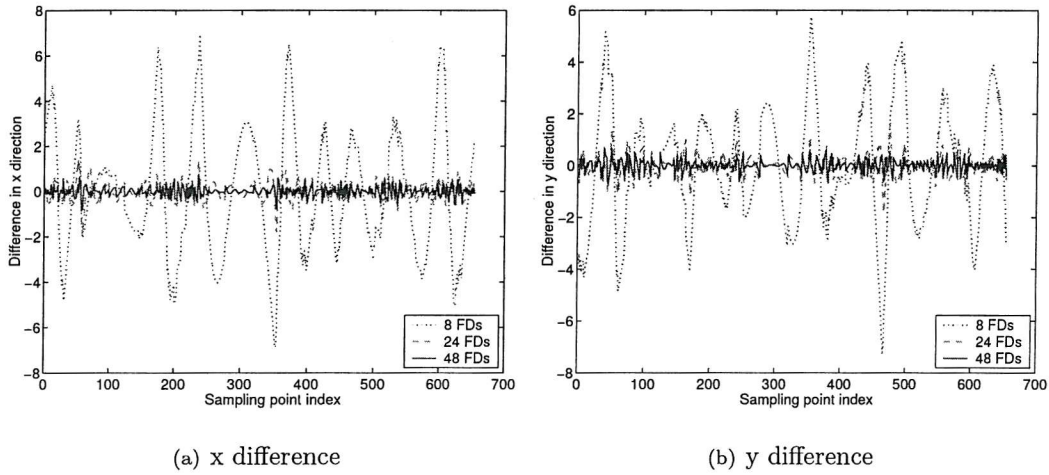 8
6
4
2
0
−2
−4
−6
−8
0 100 200 300 400 500 600 700
Difference in x direction
Sampling point index
8 FDs
24 FDs
48 FDs
(a) x difference
6
4
2
0
−2
−4
−6
−8
0 100 200 300 400 500 600 700
Difference in y direction
Sampling point index
8 FDs
24 FDs
48 FDs
(b) y difference